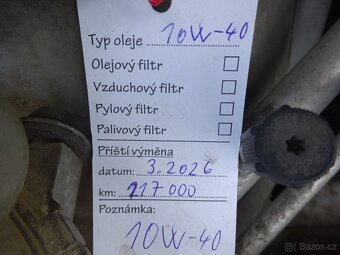 Typ oleje 10W-40
Olejový filtr
Vzduchový filtr
Pylový filtr
Palivový filtr
Příští výměna
datum: 3.2026
km: 217 000
Poznámka:
10W-40
Bazos.cz